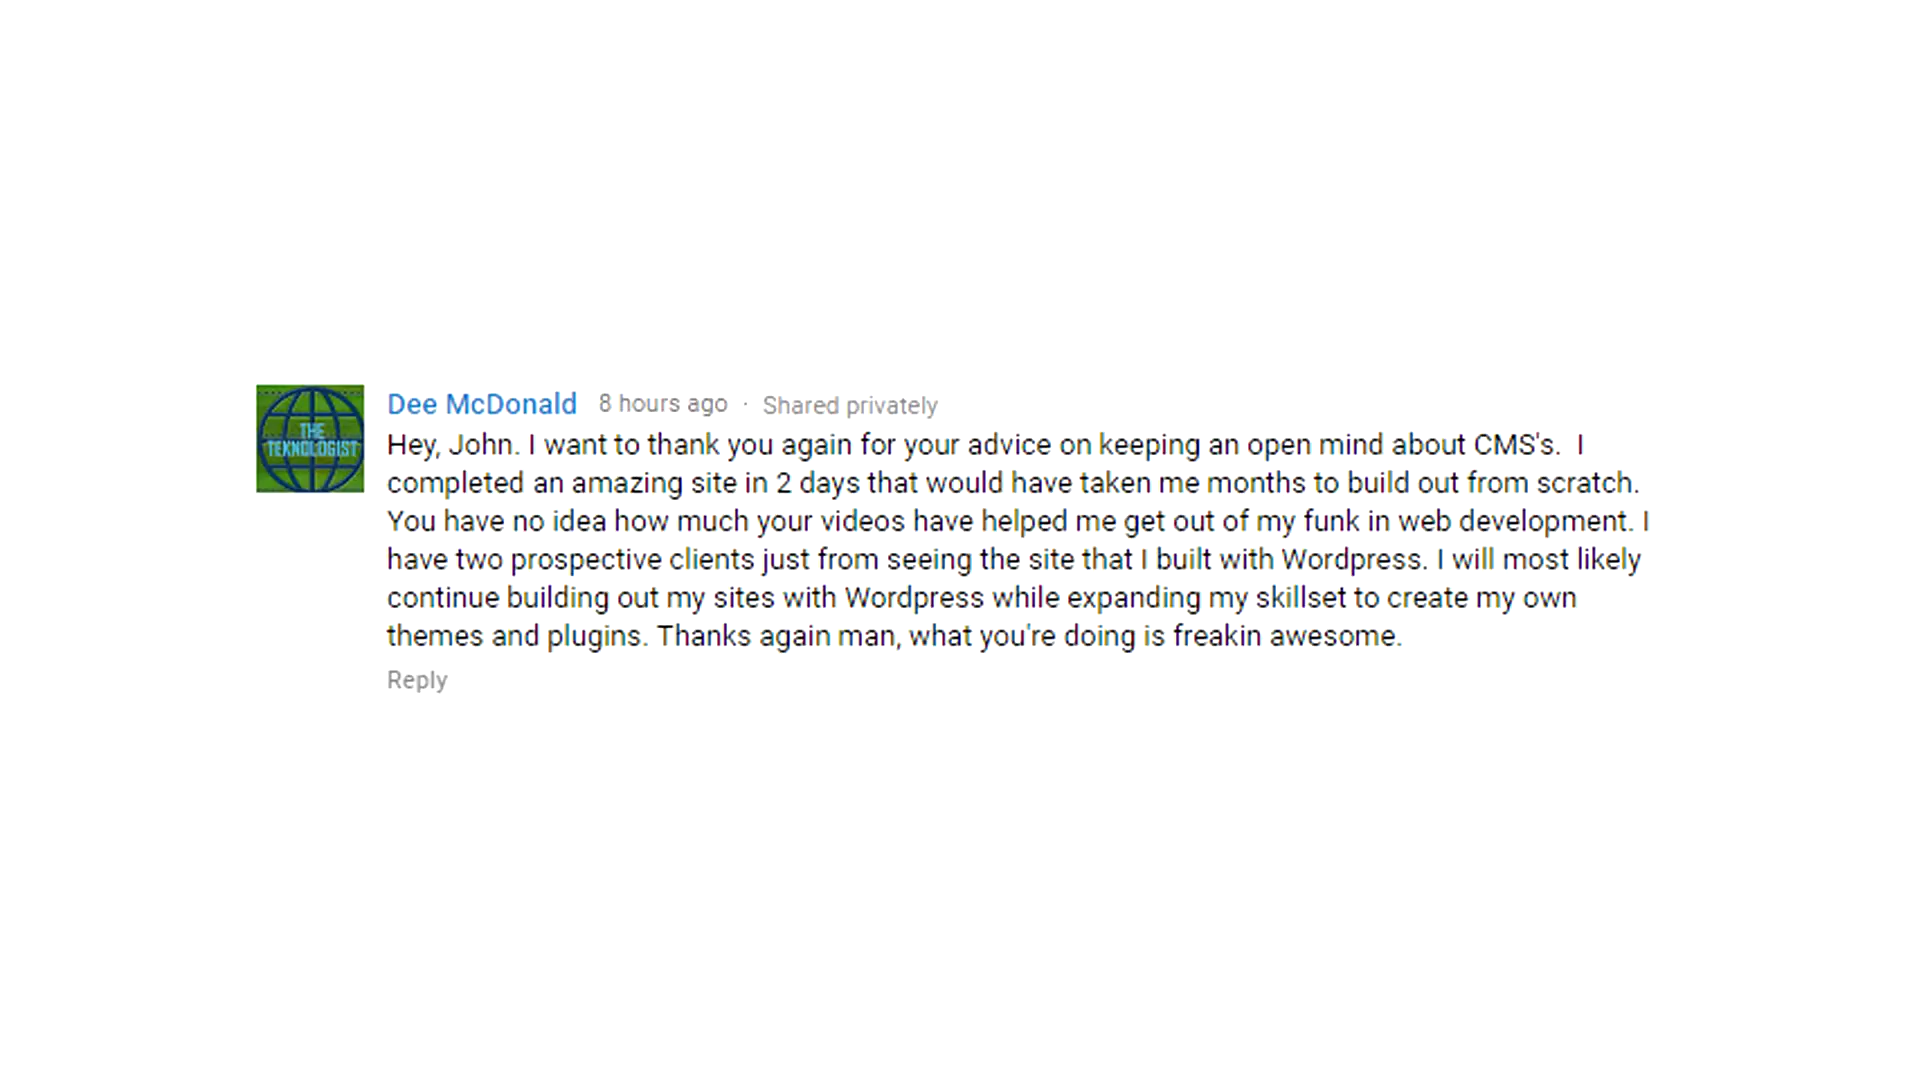 THE
TEKNOLOGIST
Dee McDonald 8 hours ago · Shared privately
Hey, John. I want to thank you again for your advice on keeping an open mind about CMS's.  I
completed an amazing site in 2 days that would have taken me months to build out from scratch.
You have no idea how much your videos have helped me get out of my funk in web development. I
have two prospective clients just from seeing the site that I built with Wordpress. I will most likely
continue building out my sites with Wordpress while expanding my skillset to create my own
themes and plugins. Thanks again man, what you're doing is freakin awesome.
Reply